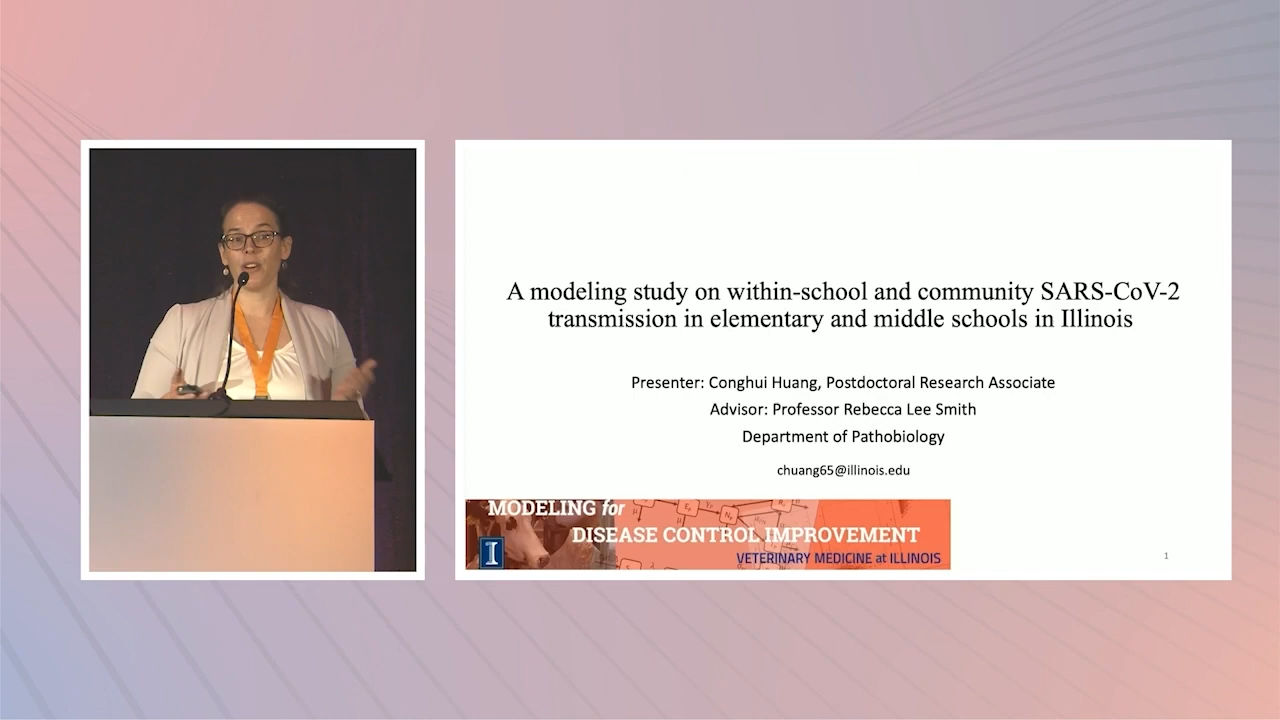 A modeling study on within-school and community SARS-CoV-2
transmission in elementary and middle schools in Illinois
Presenter: Conghui Huang, Postdoctoral Research Associate
Advisor: Professor Rebecca Lee Smith
Department of Pathobiology
chuang65@illinois.edu
MODELING for
DISEASE CONTROL IMPROVEMENT
VETERINARY MEDICINE at ILLINOIS
I
1